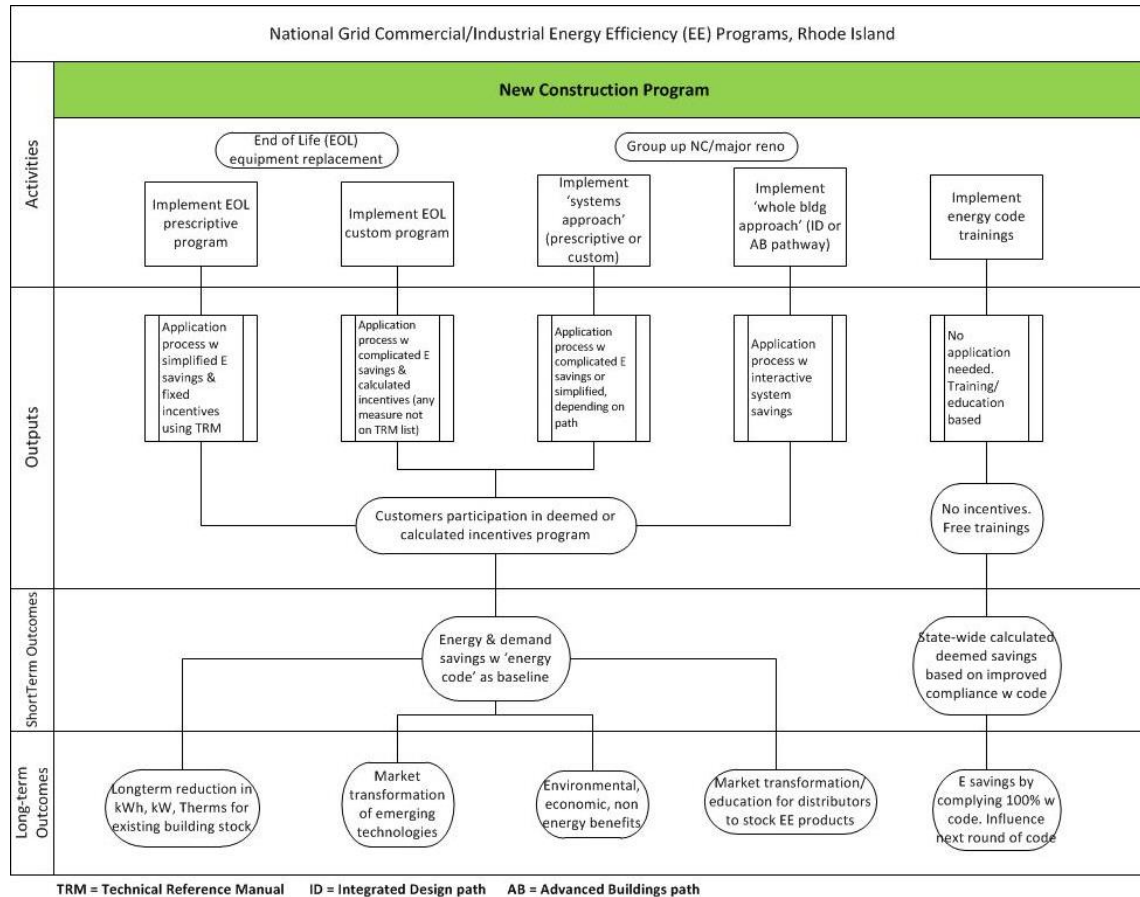 National Grid Commercial/Industrial Energy Efficiency (EE) Programs, Rhode Island
New Construction Program
Activities
End of Life (EOL)
equipment replacement
Group up NC/major reno
Implement EOL
prescriptive
program
Implement EOL
custom program
Implement
‘systems
approach’
(prescriptive or
custom)
Implement
‘whole bldg
approach’ (ID or
AB pathway)
Implement
energy code
trainings
Outputs
Application
process w
simplified E
savings &
fixed
incentives
using TRM
Application
process w
complicated E
savings &
calculated
incentives (any
measure not
on TRM list)
Application
process w
complicated E
savings or
simplified,
depending on
path
Application
process w
interactive
system
savings
No
application
needed.
Training/
education
based
Customers participation in deemed or
calculated incentives program
No incentives.
Free trainings
ShortTerm Outcomes
Energy & demand
savings w ‘energy
code’ as baseline
State-wide calculated
deemed savings
based on improved
compliance w code
Long-term
Outcomes
Longterm reduction in
kWh, kW, Therms for
existing building stock
Market
transformation
of emerging
technologies
Environmental,
economic, non
energy benefits
Market transformation/
education for distributors
to stock EE products
E savings by
complying 100% w
code. Influence
next round of code
TRM = Technical Reference Manual ID = Integrated Design path AB = Advanced Buildings path